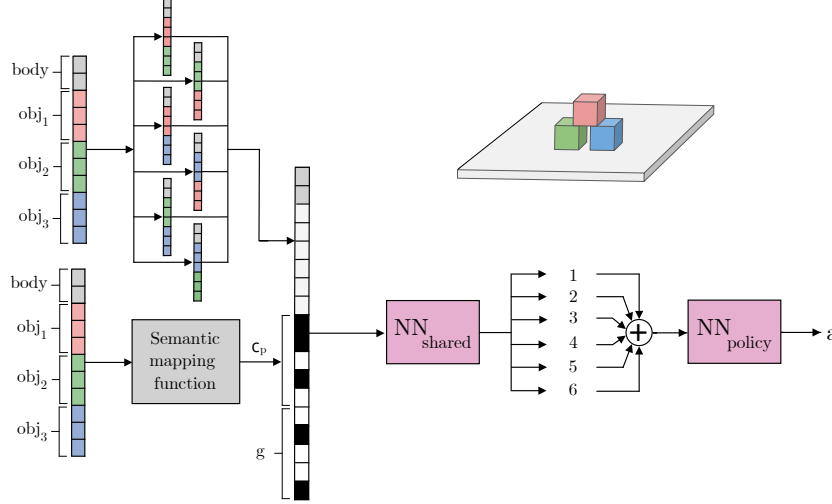 body
obj1
obj2
obj3
body
obj1
obj2
obj3
Semantic
mapping
function
cp
g
NNshared
1
2
3
4
5
6
+
NNpolicy
a